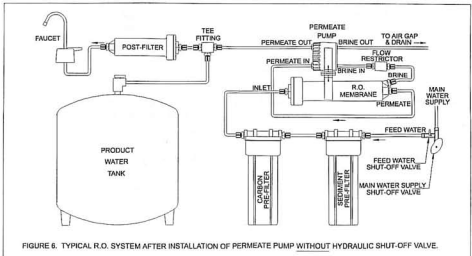 FAUCET
POST-FILTER
TEE
FITTING
PERMEATE
PUMP
PERMEATE OUT
BRINE OUT
TO AIR GAP
& DRAIN
FLOW
RESTRICTOR
PERMEATE IN
BRINE IN
BRINE
INLET
R.O.
MEMBRANE
PERMEATE
MAIN
WATER
SUPPLY
FEED WATER
PRODUCT
WATER
TANK
CARBON
PRE-FILTER
SEDIMENT
PRE-FILTER
FEED WATER
SHUT-OFF VALVE
MAIN WATER SUPPLY
SHUT-OFF VALVE
FIGURE 6. TYPICAL R.O. SYSTEM AFTER INSTALLATION OF PERMEATE PUMP WITHOUT HYDRAULIC SHUT-OFF VALVE.